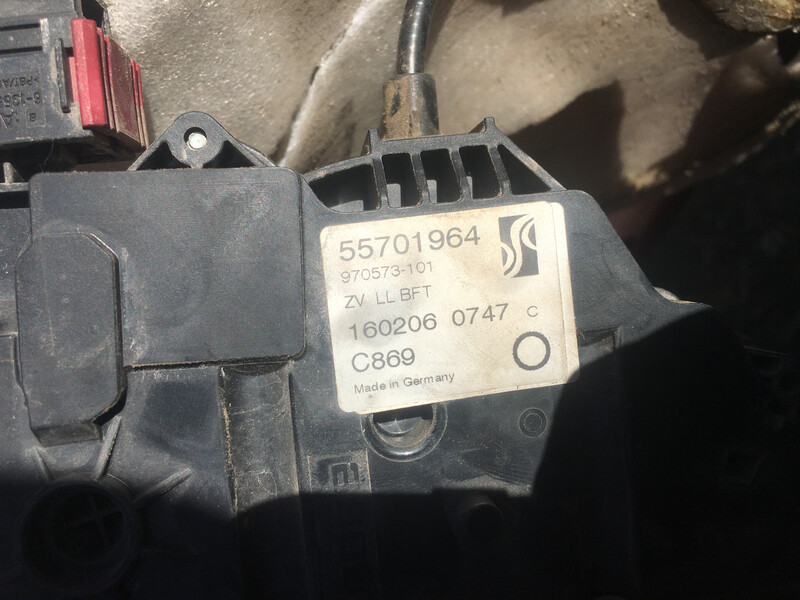 55701964
970573-101
ZV LL BFT
160206 0747 C
C869
Made in Germany